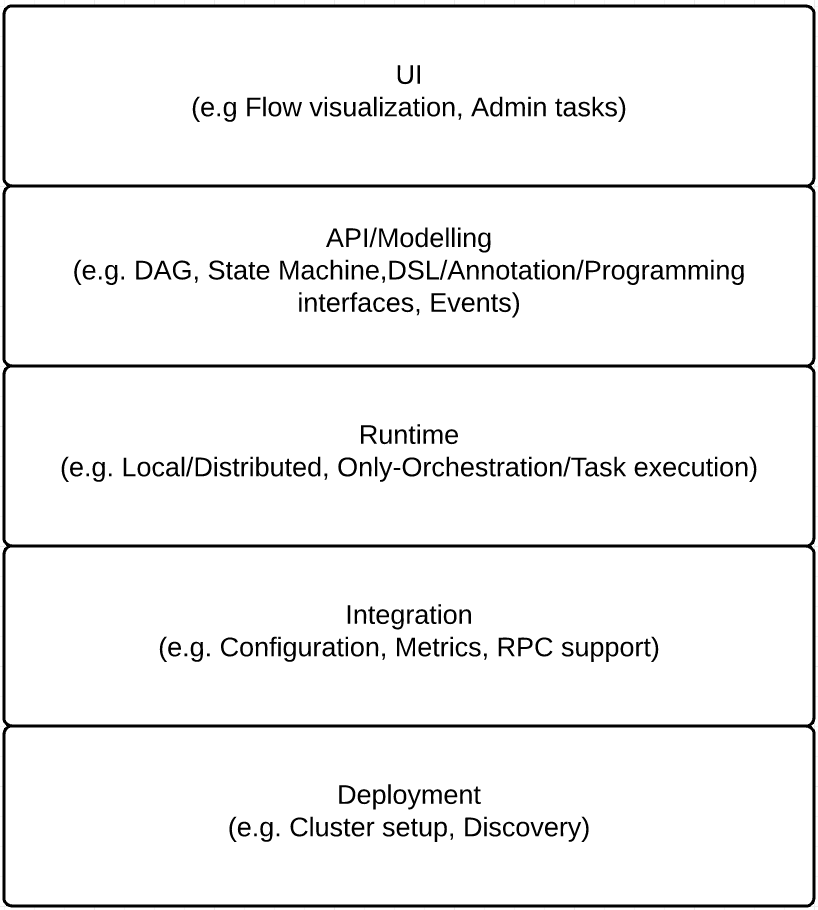 UI
(e.g Flow visualization, Admin tasks)
API/Modelling
(e.g. DAG, State Machine,DSL/Annotation/Programming
interfaces, Events)
Runtime
(e.g. Local/Distributed, Only-Orchestration/Task execution)
Integration
(e.g. Configuration, Metrics, RPC support)
Deployment
(e.g. Cluster setup, Discovery)